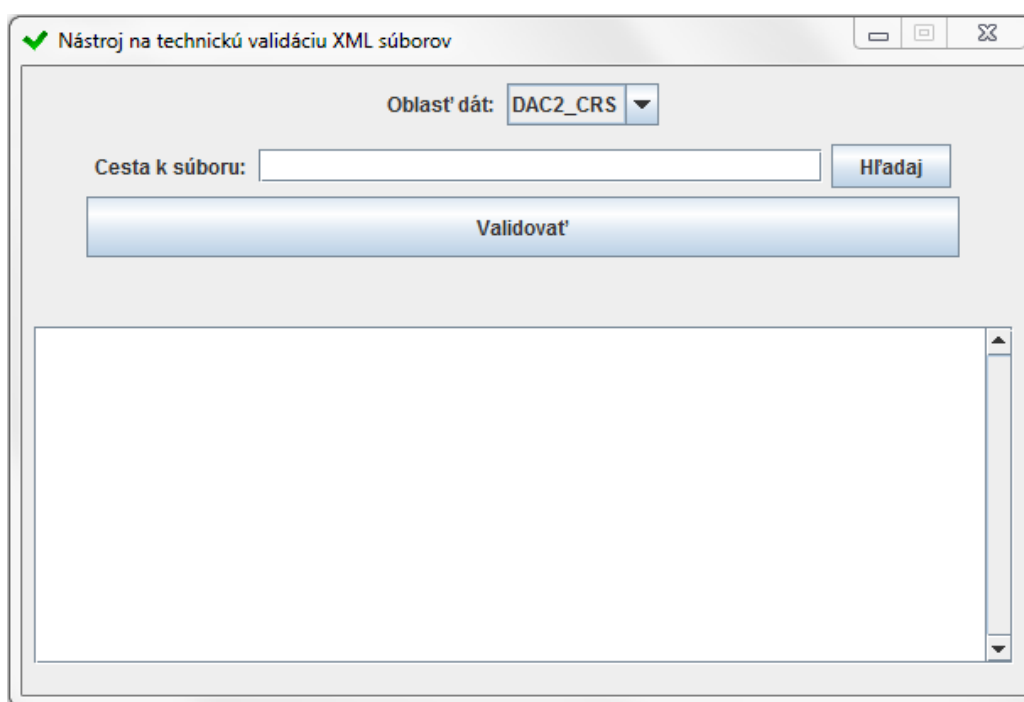 Nástroj na technickú validáciu XML súborov
Oblasť dát: DAC2_CRS
Cesta k súboru: Hľadaj
Validovať